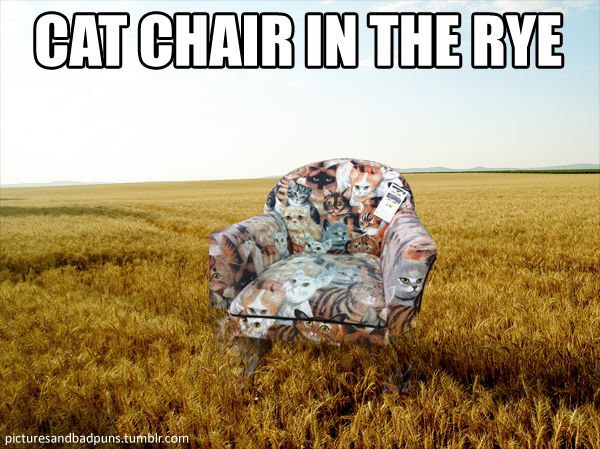 CAT CHAIR IN THE RYE
picturesandbadpuns.tumblr.com